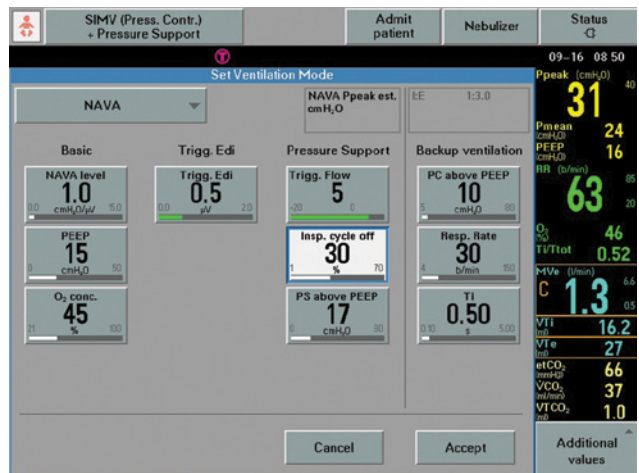 SIMV (Press. Contr.)
+ Pressure Support
Admit
patient
Nebulizer
Status
09-16 08 50
T
Set Ventilation Mode
NAVA
NAVA Ppeak est.
cmH2O
I:E 1:3.0
Basic
Trigg. Edi
Pressure Support
Backup ventilation
NAVA level
1.0
0.0 cmH2O/µV 15.0
Trigg. Edi
0.5
0.0 µV 2.0
Trigg. Flow
5
-20 0
PC above PEEP
10
5 cmH2O 80
PEEP
15
0 cmH2O 50
Insp. cycle off
30
1 % 70
Resp. Rate
30
4 b/min 150
O2 conc.
45
21 % 100
PS above PEEP
17
0 cmH2O 80
Ti
0.50
0.10 s 5.00
Cancel
Accept
Ppeak (cmH2O)
31
40
Pmean
(cmH2O)
24
PEEP
(cmH2O)
16
RR (b/min)
63
85
20
O2
(%)
46
Ti/Ttot
0.52
MVe (l/min)
C 1.3
6.6
0.5
VTi
(ml)
16.2
VTe
(ml)
27
etCO2
(mmHg)
66
V̇CO2
(ml/min)
37
VTCO2
(ml)
1.0
Additional
values